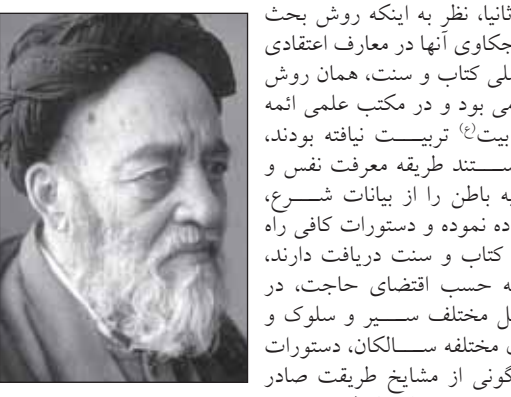 ثانیا، نظر به اینکه روش بحث
جکاوی آنها در معارف اعتقادی
ملی کتاب و سنت، همان روش
می بود و در مکتب علمی ائمه
بیت(ع) تربیت نیافته بودند،
ستند طریقه معرفت نفس و
یه باطن را از بیانات شرع،
ده نموده و دستورات کافی راه
کتاب و سنت دریافت دارند،
ه حسب اقتضای حاجت، در
ل مختلف سیر و سلوک و
مختلفه سالکان، دستورات
گونی از مشایخ طریقت صادر